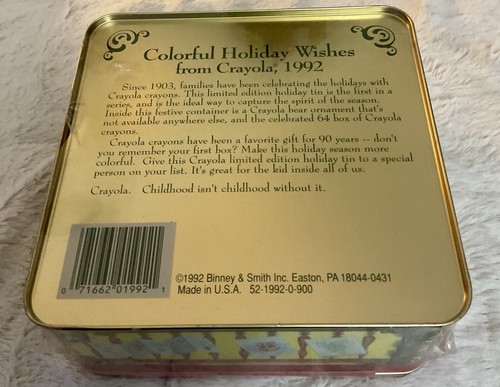 Colorful Holiday Wishes
from Crayola® 1992
Since 1903, families have been celebrating the holidays with
Crayola crayons. This limited edition holiday tin is the first in a
series, and is the ideal way to capture the spirit of the season.
Inside this festive container is a Crayola bear ornament that's
not available anywhere else, and the celebrated 64 box of Crayola
crayons.
Crayola crayons have been a favorite gift for 90 years -- don't
you remember your first box? Make this holiday season more
colorful. Give this Crayola limited edition holiday tin to a special
person on your list. It's great for the kid inside all of us.
Crayola. Childhood isn't childhood without it.
©1992 Binney & Smith Inc. Easton, PA 18044-0431
Made in U.S.A. 52-1992-0-900
0 71662 01992 1